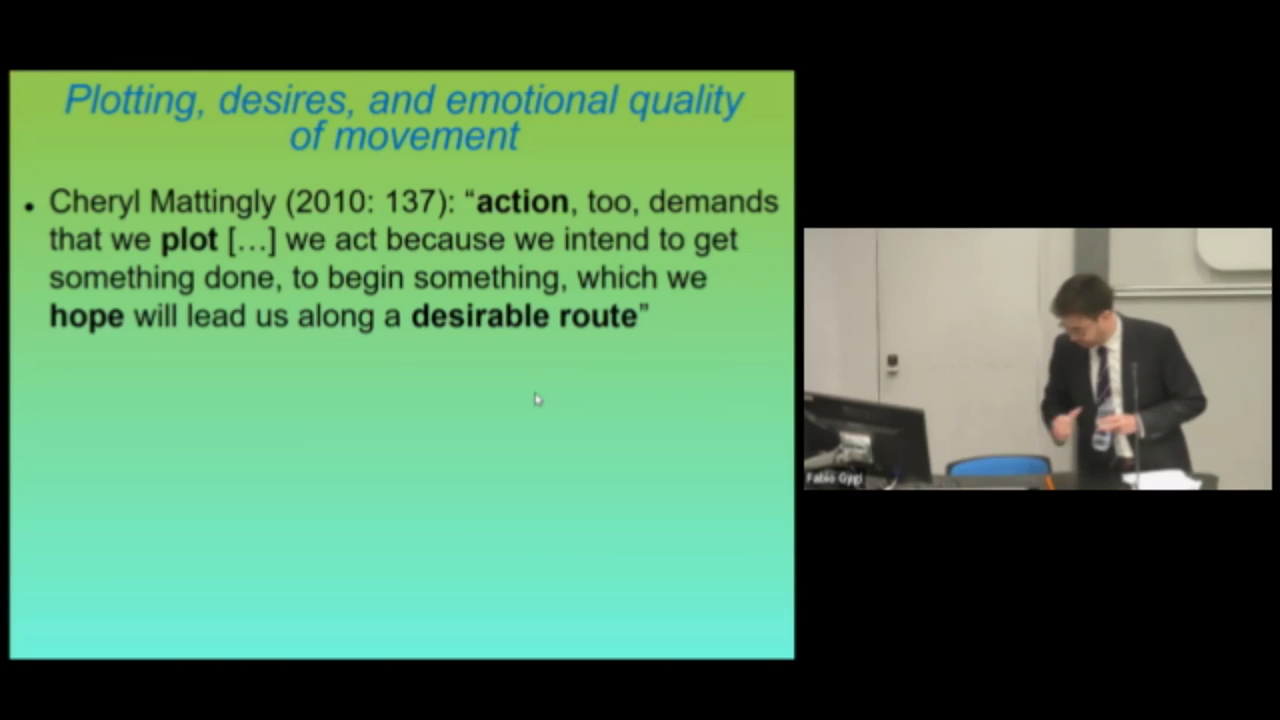 Plotting, desires, and emotional quality
of movement
• Cheryl Mattingly (2010: 137): “action, too, demands
that we plot […] we act because we intend to get
something done, to begin something, which we
hope will lead us along a desirable route”
Fabio Gygi